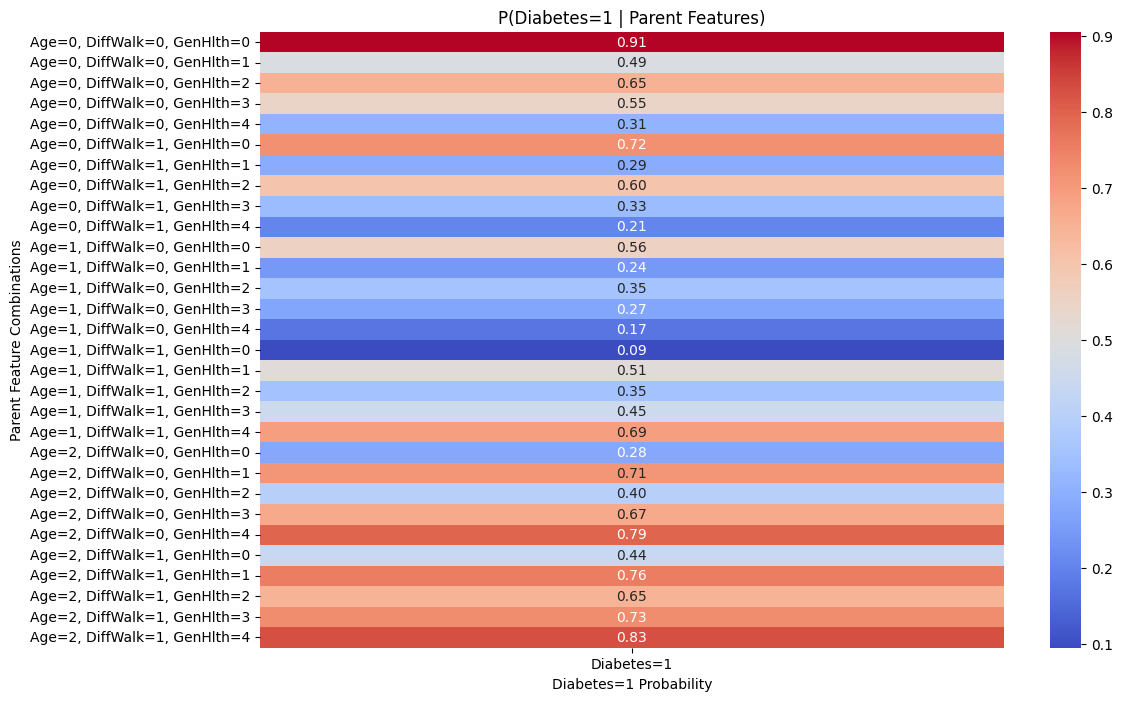 P(Diabetes=1 | Parent Features)
Age=0, DiffWalk=0, GenHlth=0 0.91
Age=0, DiffWalk=0, GenHlth=1 0.49
Age=0, DiffWalk=0, GenHlth=2 0.65
Age=0, DiffWalk=0, GenHlth=3 0.55
Age=0, DiffWalk=0, GenHlth=4 0.31
Age=0, DiffWalk=1, GenHlth=0 0.72
Age=0, DiffWalk=1, GenHlth=1 0.29
Age=0, DiffWalk=1, GenHlth=2 0.60
Age=0, DiffWalk=1, GenHlth=3 0.33
Age=0, DiffWalk=1, GenHlth=4 0.21
Age=1, DiffWalk=0, GenHlth=0 0.56
Age=1, DiffWalk=0, GenHlth=1 0.24
Age=1, DiffWalk=0, GenHlth=2 0.35
Age=1, DiffWalk=0, GenHlth=3 0.27
Age=1, DiffWalk=0, GenHlth=4 0.17
Age=1, DiffWalk=1, GenHlth=0 0.09
Age=1, DiffWalk=1, GenHlth=1 0.51
Age=1, DiffWalk=1, GenHlth=2 0.35
Age=1, DiffWalk=1, GenHlth=3 0.45
Age=1, DiffWalk=1, GenHlth=4 0.69
Age=2, DiffWalk=0, GenHlth=0 0.28
Age=2, DiffWalk=0, GenHlth=1 0.71
Age=2, DiffWalk=0, GenHlth=2 0.40
Age=2, DiffWalk=0, GenHlth=3 0.67
Age=2, DiffWalk=0, GenHlth=4 0.79
Age=2, DiffWalk=1, GenHlth=0 0.44
Age=2, DiffWalk=1, GenHlth=1 0.76
Age=2, DiffWalk=1, GenHlth=2 0.65
Age=2, DiffWalk=1, GenHlth=3 0.73
Age=2, DiffWalk=1, GenHlth=4 0.83
Parent Feature Combinations
Diabetes=1
Diabetes=1 Probability
0.9
0.8
0.7
0.6
0.5
0.4
0.3
0.2
0.1